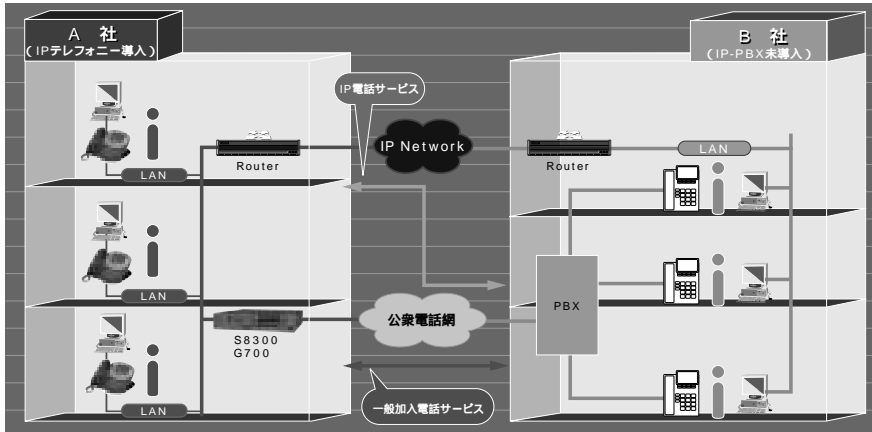 A 社
(IPテレフォニー導入)
B 社
(IP-PBX未導入)
IP電話サービス
IP Network
Router
Router
LAN
LAN
LAN
LAN
PBX
公衆電話網
S8300
G700
一般加入電話サービス